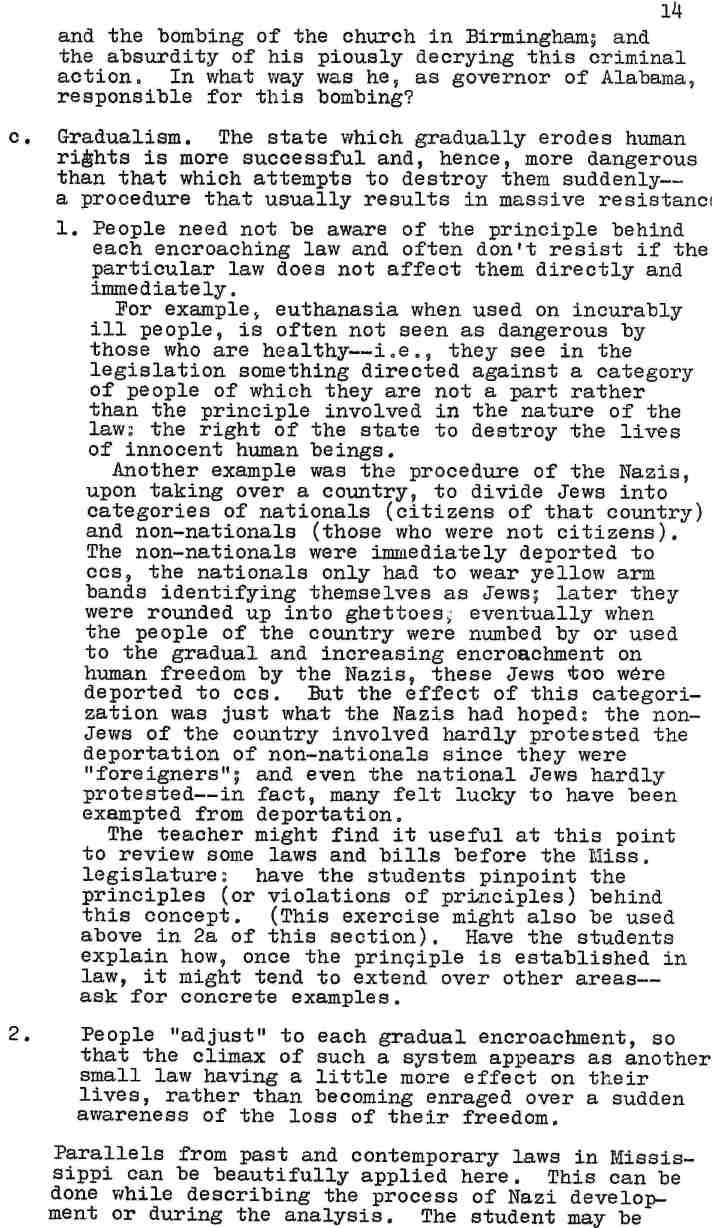 14
and the bombing of the church in Birmingham; and
the absurdity of his piously decrying this criminal
action. In what way was he, as governor of Alabama,
responsible for this bombing?
c. Gradualism. The state which gradually erodes human
rights is more successful and, hence, more dangerous
than that which attempts to destroy them suddenly--
a procedure that usually results in massive resistanc
1. People need not be aware of the principle behind
each encroaching law and often don't resist if the
particular law does not affect them directly and
immediately.
For example, euthanasia when used on incurably
ill people, is often not seen as dangerous by
those who are healthy--i.e., they see in the
legislation something directed against a category
of people of which they are not a part rather
than the principle involved in the nature of the
law: the right of the state to destroy the lives
of innocent human beings.
Another example was the procedure of the Nazis,
upon taking over a country, to divide Jews into
categories of nationals (citizens of that country)
and non-nationals (those who were not citizens).
The non-nationals were immediately deported to
ccs, the nationals only had to wear yellow arm
bands identifying themselves as Jews; later they
were rounded up into ghettoes; eventually when
the people of the country were numbed by or used
to the gradual and increasing encroachment on
human freedom by the Nazis, these Jews too were
deported to ccs. But the effect of this categori-
zation was just what the Nazis had hoped: the non-
Jews of the country involved hardly protested the
deportation of non-nationals since they were
"foreigners"; and even the national Jews hardly
protested--in fact, many felt lucky to have been
exampted from deportation.
The teacher might find it useful at this point
to review some laws and bills before the Miss.
legislature: have the students pinpoint the
principles (or violations of principles) behind
this concept. (This exercise might also be used
above in 2a of this section). Have the students
explain how, once the principle is established in
law, it might tend to extend over other areas--
ask for concrete examples.
2. People "adjust" to each gradual encroachment, so
that the climax of such a system appears as another
small law having a little more effect on their
lives, rather than becoming enraged over a sudden
awareness of the loss of their freedom.
Parallels from past and contemporary laws in Missis-
sippi can be beautifully applied here. This can be
done while describing the process of Nazi develop-
ment or during the analysis. The student may be